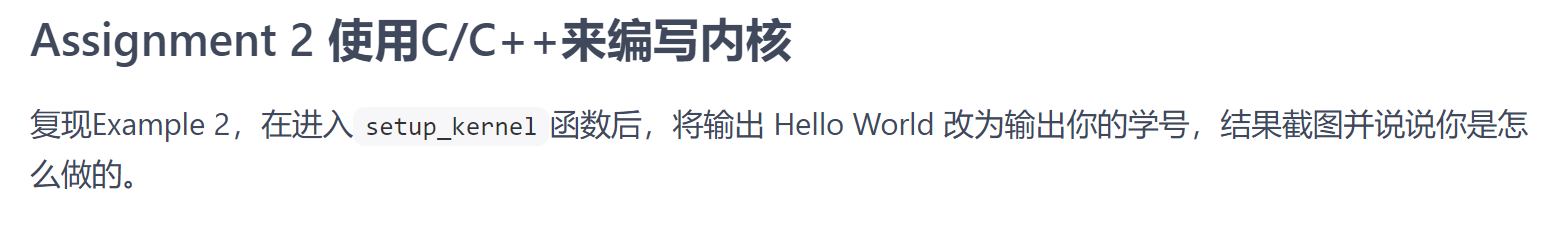 Assignment 2 使用C/C++来编写内核
复现Example 2，在进入 setup_kernel 函数后，将输出 Hello World 改为输出你的学号，结果截图并说说你是怎
么做的。